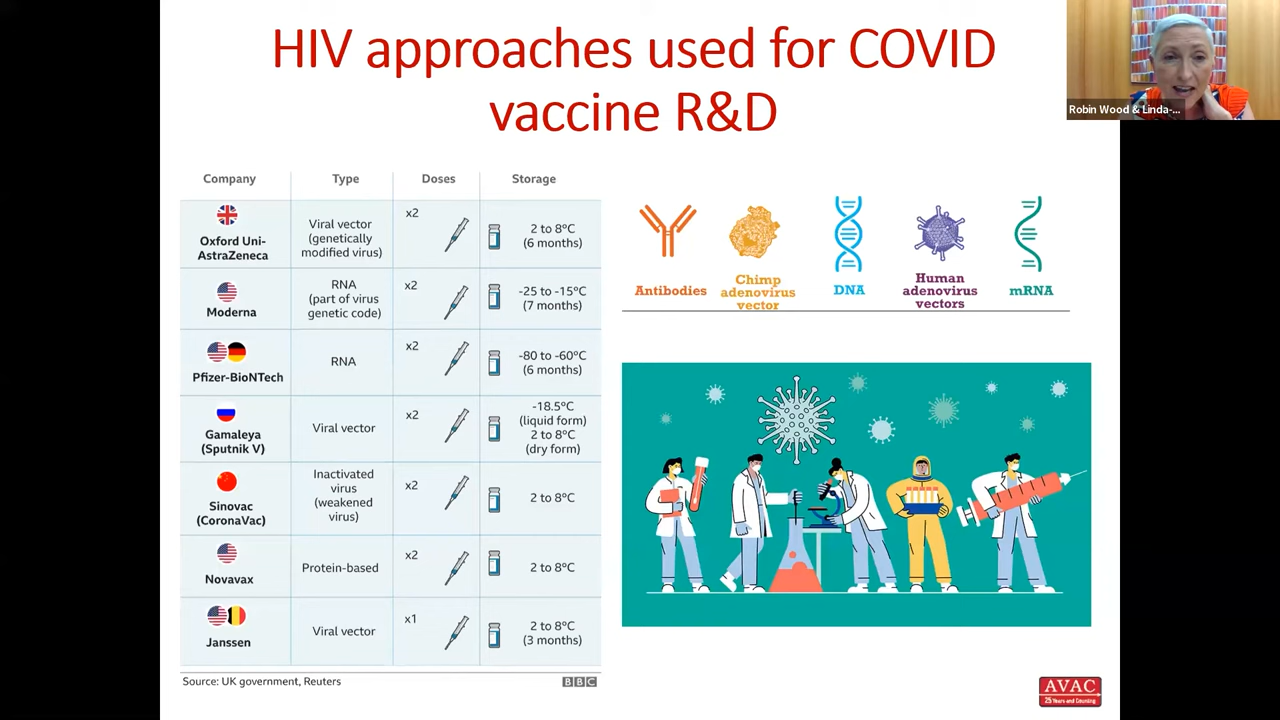 HIV approaches used for COVID
vaccine R&D
Robin Wood & Linda-...
Company Type Doses Storage
Oxford Uni-
AstraZeneca
Viral vector
(genetically
modified virus)
x2
2 to 8°C
(6 months)
Moderna
RNA
(part of virus
genetic code)
x2
-25 to -15°C
(7 months)
Pfizer-BioNTech
RNA
x2
-80 to -60°C
(6 months)
Gamaleya
(Sputnik V)
Viral vector
x2
-18.5°C
(liquid form)
2 to 8°C
(dry form)
Sinovac
(CoronaVac)
Inactivated
virus
(weakened
virus)
x2
2 to 8°C
Novavax
Protein-based
x2
2 to 8°C
Janssen
Viral vector
x1
2 to 8°C
(3 months)
Source: UK government, Reuters
BBC
Antibodies
Chimp
adenovirus
vector
DNA
Human
adenovirus
vectors
mRNA
AVAC
25 Years and Counting